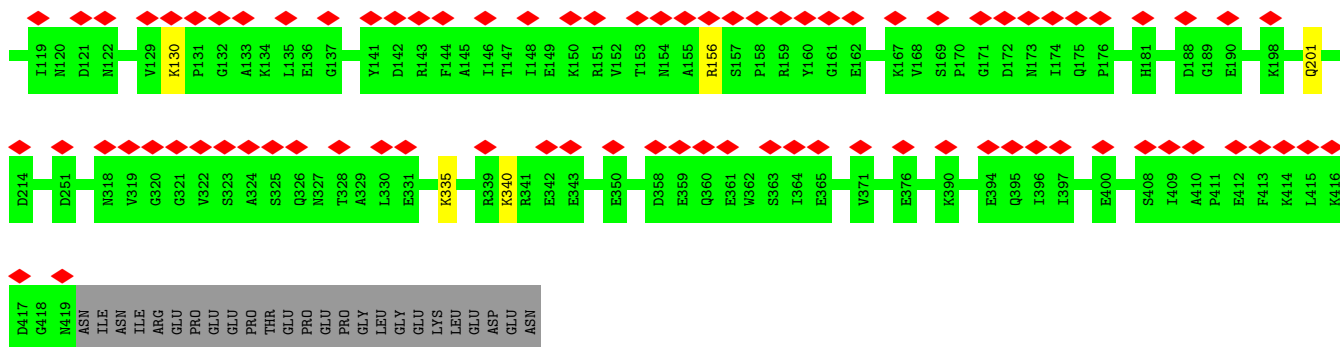 I119 N120 D121 N122 V129 K130 P131 G132 A133 K134 L135 E136 G137 Y141 D142 R143 F144 A145 I146 T147 I148 E149 K150 R151 V152 T153 N154 A155 R156 S157 P158 R159 Y160 G161 E162 K167 V168 S169 P170 G171 D172 N173 I174 Q175 P176 H181 D188 G189 E190 K198 Q201
D214 D251 N318 V319 G320 G321 V322 S323 A324 S325 Q326 N327 T328 A329 L330 E331 K335 R339 K340 R341 E342 E343 E350 D358 E359 Q360 E361 W362 S363 I364 E365 V371 E376 K390 E394 Q395 I396 I397 E400 S408 I409 A410 P411 E412 F413 K414 L415 K416
D417 G418 N419 ASN ILE ASN ILE ARG GLU PRO GLU GLU PRO THR GLU PRO GLU PRO GLY LEU GLY GLU LYS LEU GLU ASP GLU ASN